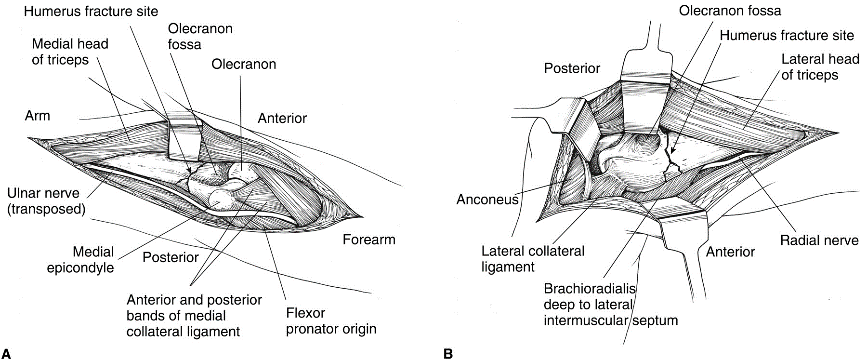 Humerus fracture site
Medial head
of triceps
Olecranon
fossa
Olecranon
Arm
Anterior
Ulnar nerve
(transposed)
Medial
epicondyle
Posterior
Forearm
Anterior and posterior
bands of medial
collateral ligament
Flexor
pronator origin
A
Olecranon fossa
Humerus fracture site
Lateral head
of triceps
Posterior
Anconeus
Lateral collateral
ligament
Brachioradialis
deep to lateral
intermuscular septum
Anterior
Radial nerve
B